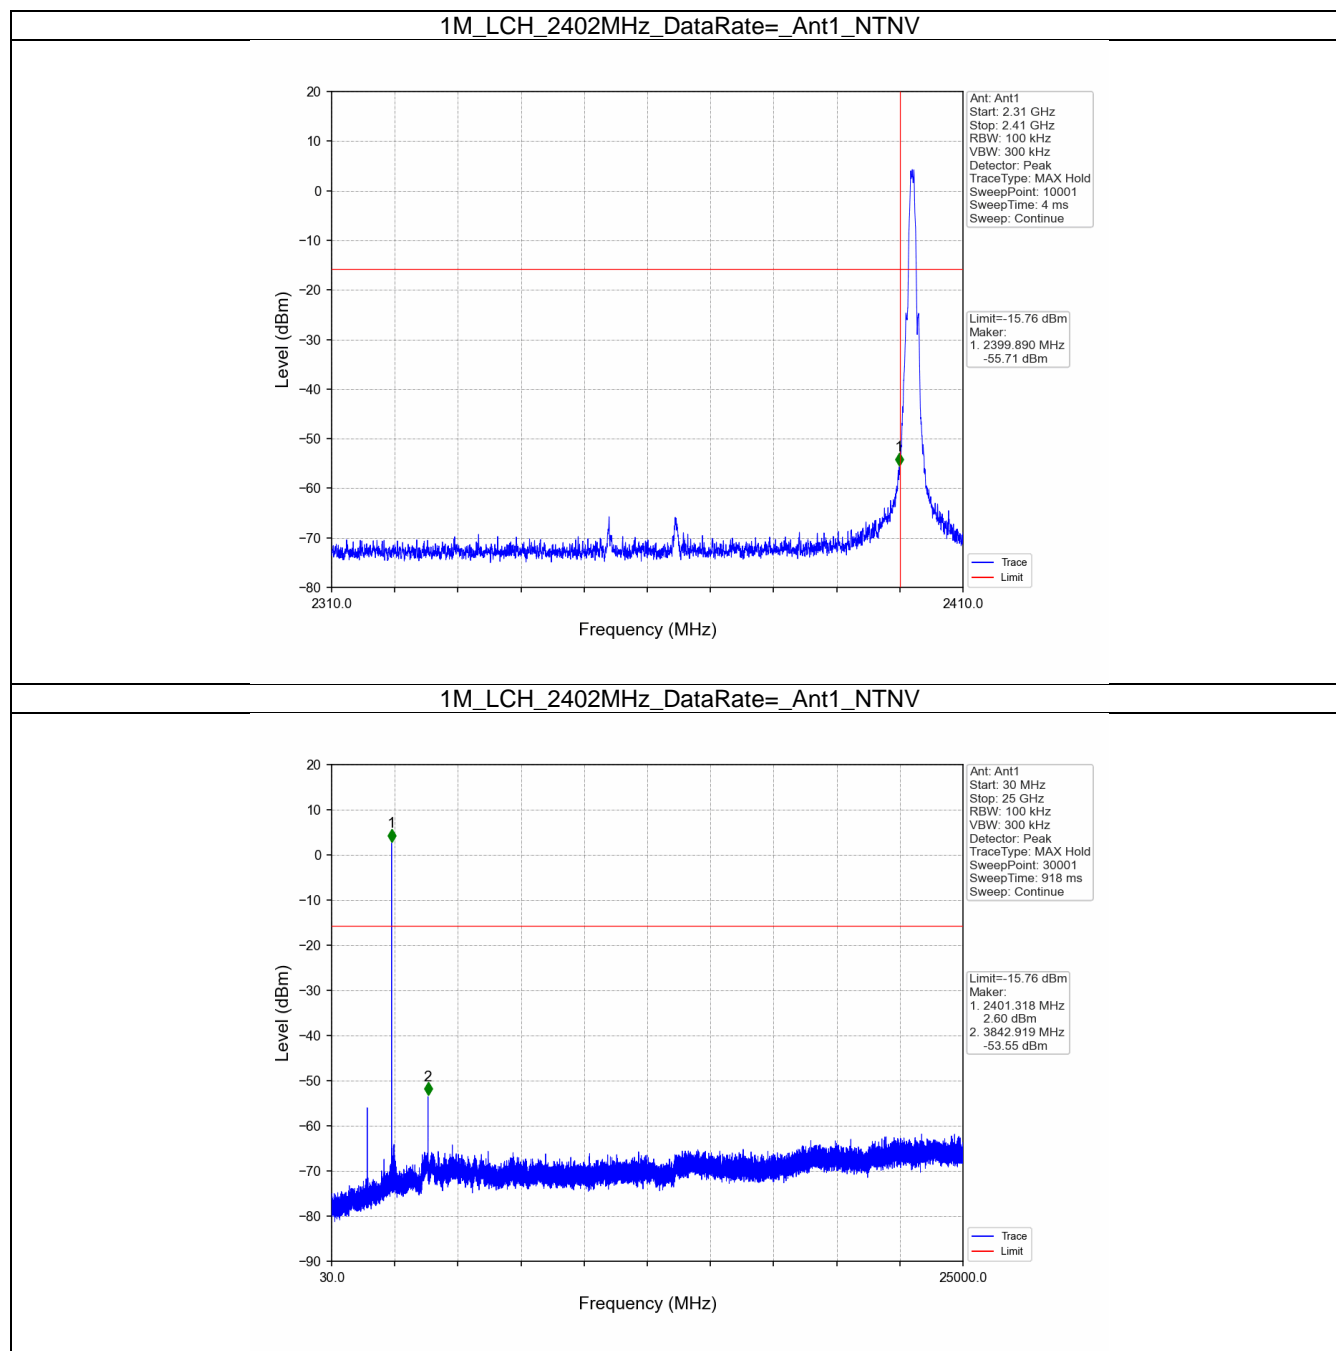 1M_LCH_2402MHz_DataRate=_Ant1_NTNV
20
10
0
−10
−20
−30
−40
−50
−60
−70
−80
Level (dBm)
2310.0
2410.0
Frequency (MHz)
1
Ant: Ant1
Start: 2.31 GHz
Stop: 2.41 GHz
RBW: 100 kHz
VBW: 300 kHz
Detector: Peak
TraceType: MAX Hold
SweepPoint: 10001
SweepTime: 4 ms
Sweep: Continue
Limit=-15.76 dBm
Maker:
1. 2399.890 MHz
-55.71 dBm
Trace
Limit
1M_LCH_2402MHz_DataRate=_Ant1_NTNV
20
10
0
−10
−20
−30
−40
−50
−60
−70
−80
−90
Level (dBm)
30.0
25000.0
Frequency (MHz)
1
2
Ant: Ant1
Start: 30 MHz
Stop: 25 GHz
RBW: 100 kHz
VBW: 300 kHz
Detector: Peak
TraceType: MAX Hold
SweepPoint: 30001
SweepTime: 918 ms
Sweep: Continue
Limit=-15.76 dBm
Maker:
1. 2401.318 MHz
2.60 dBm
2. 3842.919 MHz
-53.55 dBm
Trace
Limit